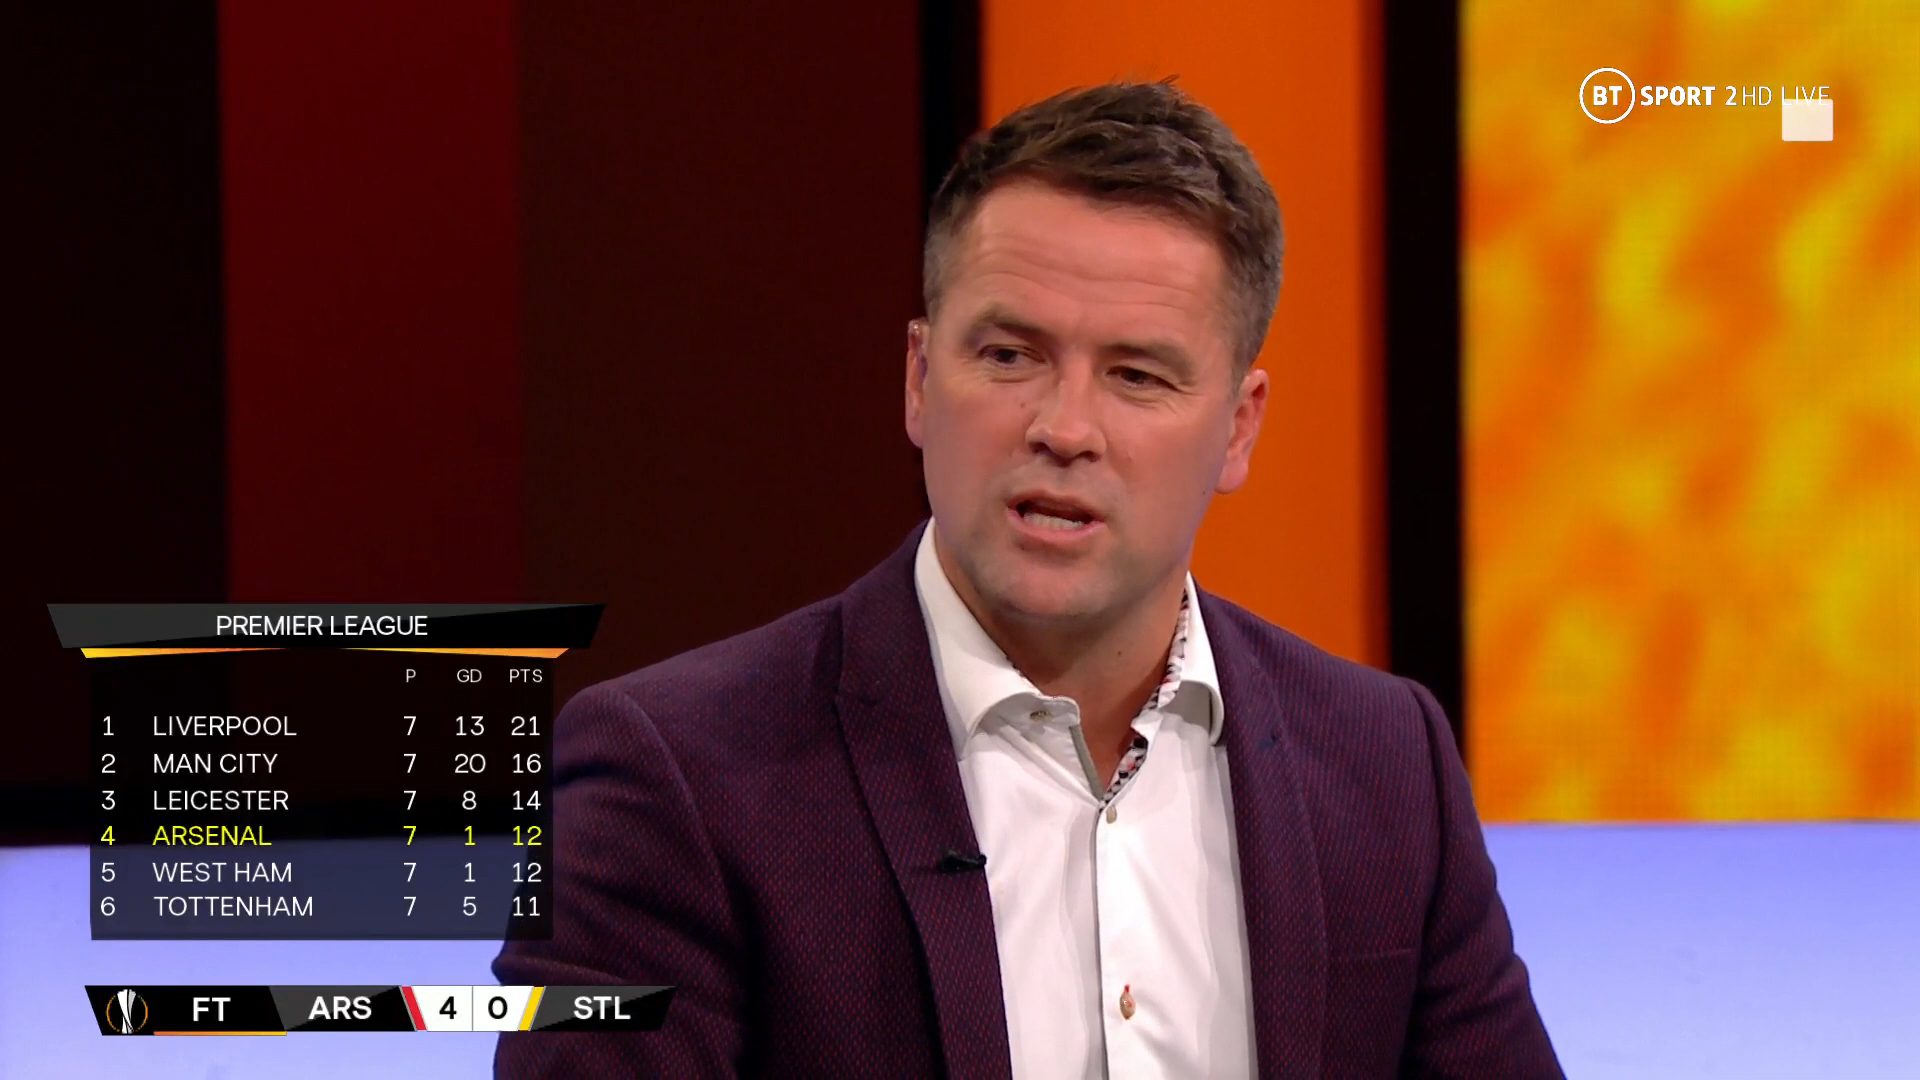 BT SPORT 2 HD LIVE
PREMIER LEAGUE
P GD PTS
1 LIVERPOOL 7 13 21
2 MAN CITY 7 20 16
3 LEICESTER 7 8 14
4 ARSENAL 7 1 12
5 WEST HAM 7 1 12
6 TOTTENHAM 7 5 11
FT ARS 4 0 STL